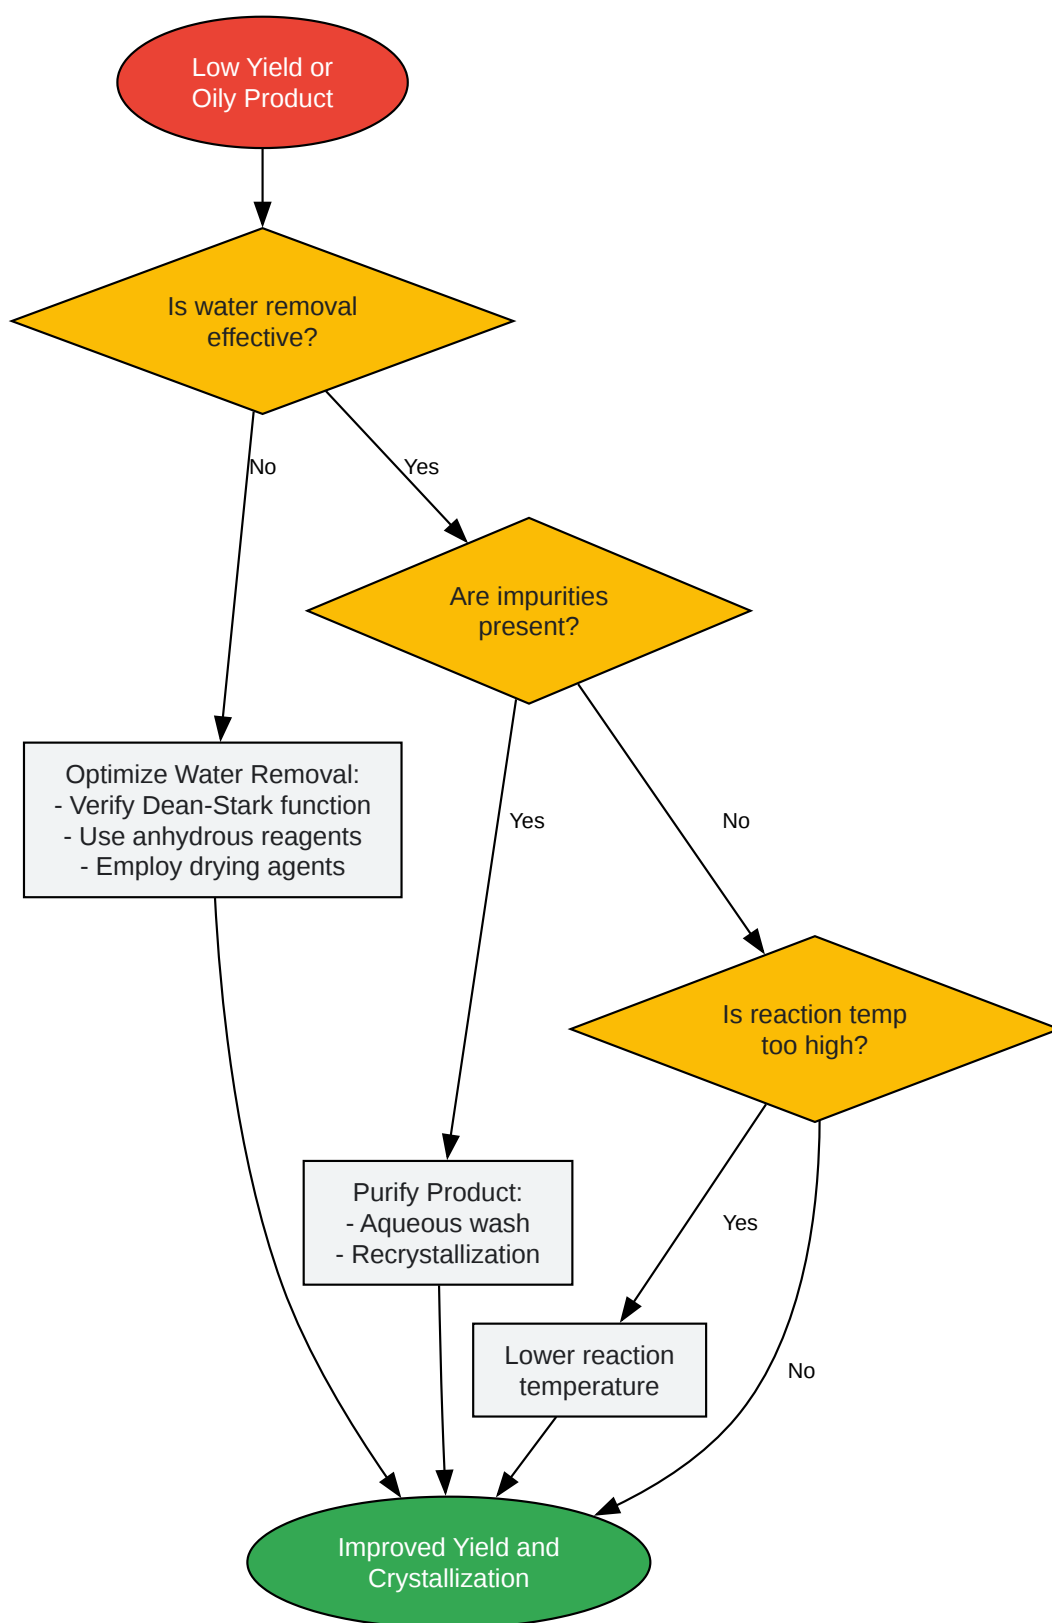 Low Yield or
Oily Product
Is water removal
effective?
No
Yes
Are impurities
present?
Optimize Water Removal:
- Verify Dean-Stark function
- Use anhydrous reagents
- Employ drying agents
Yes
No
Is reaction temp
too high?
Purify Product:
- Aqueous wash
- Recrystallization
Yes
Lower reaction
temperature
No
Improved Yield and
Crystallization